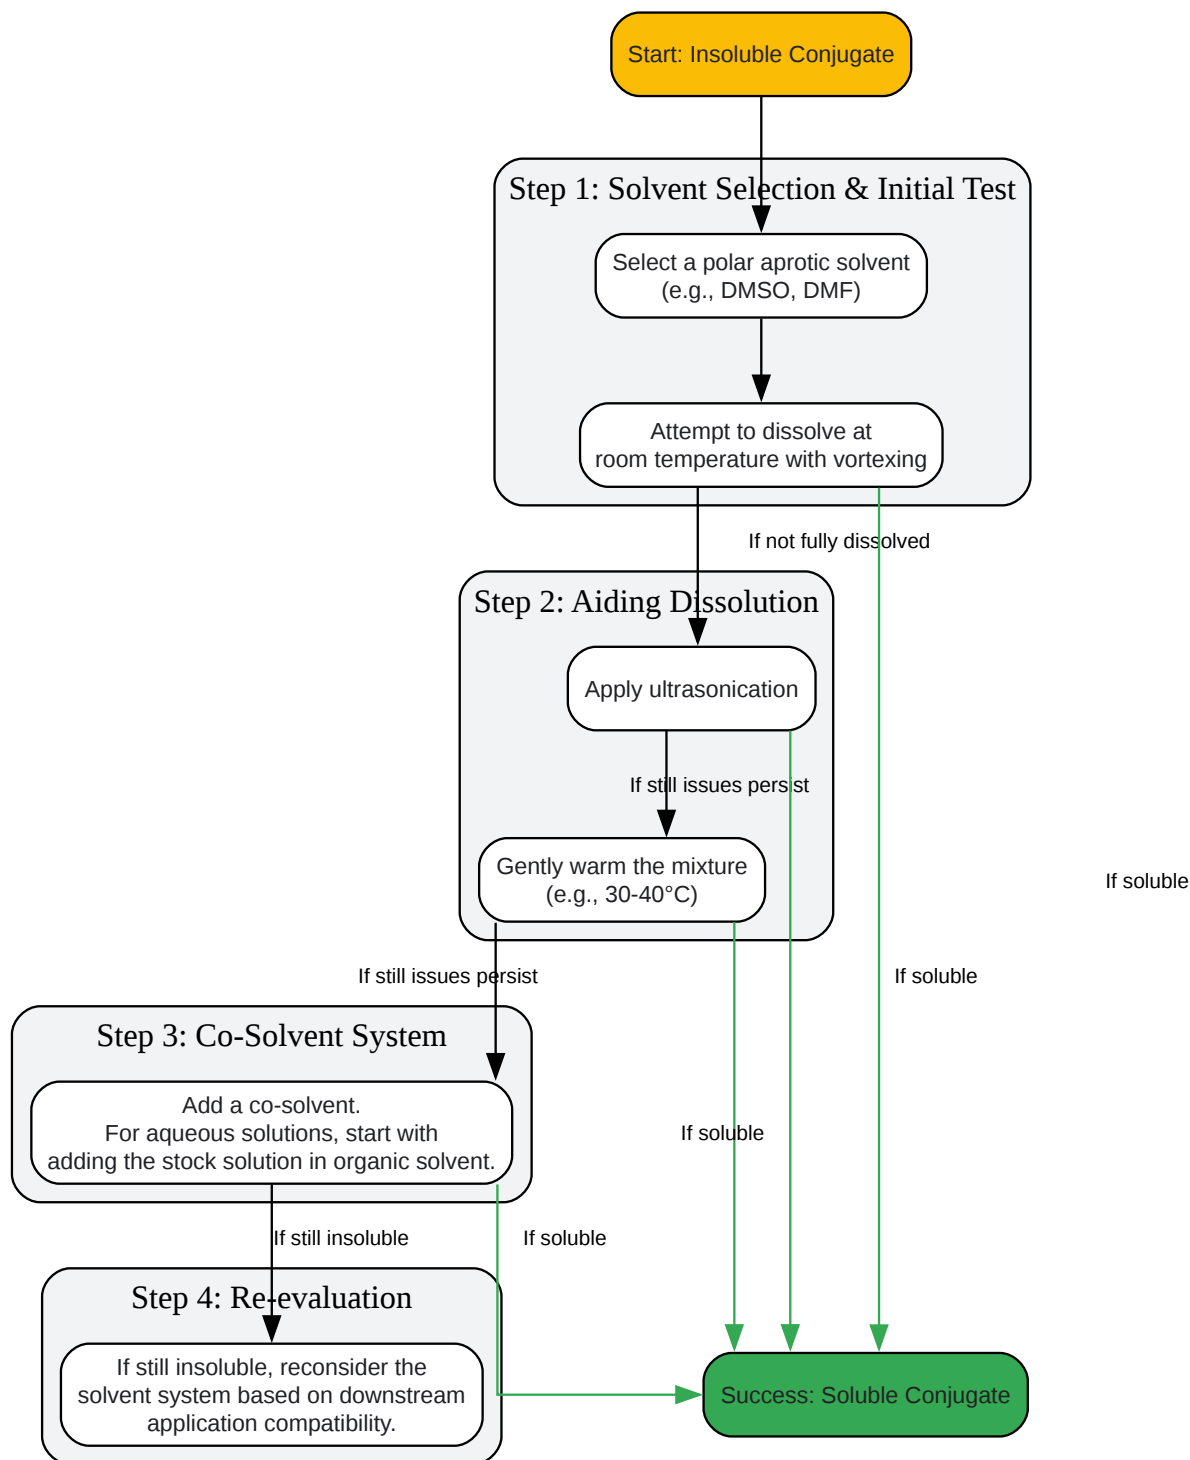 Start: Insoluble Conjugate
Step 1: Solvent Selection & Initial Test
Select a polar aprotic solvent
(e.g., DMSO, DMF)
Attempt to dissolve at
room temperature with vortexing
If not fully dissolved
Step 2: Aiding Dissolution
Apply ultrasonication
If still issues persist
Gently warm the mixture
(e.g., 30-40°C)
If soluble
If still issues persist
If soluble
Step 3: Co-Solvent System
Add a co-solvent.
For aqueous solutions, start with
adding the stock solution in organic solvent.
If soluble
If still insoluble
If soluble
Step 4: Re-evaluation
If still insoluble, reconsider the
solvent system based on downstream
application compatibility.
Success: Soluble Conjugate